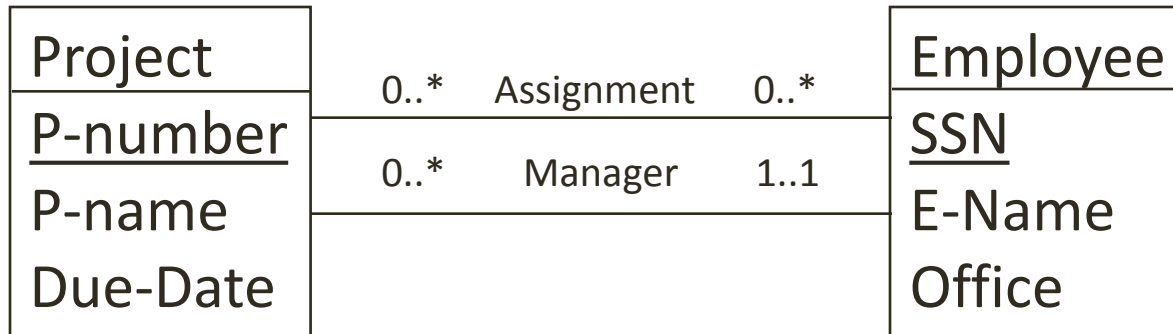 Project
P-number
P-name
Due-Date
0..* Assignment 0..*
0..* Manager 1..1
Employee
SSN
E-Name
Office